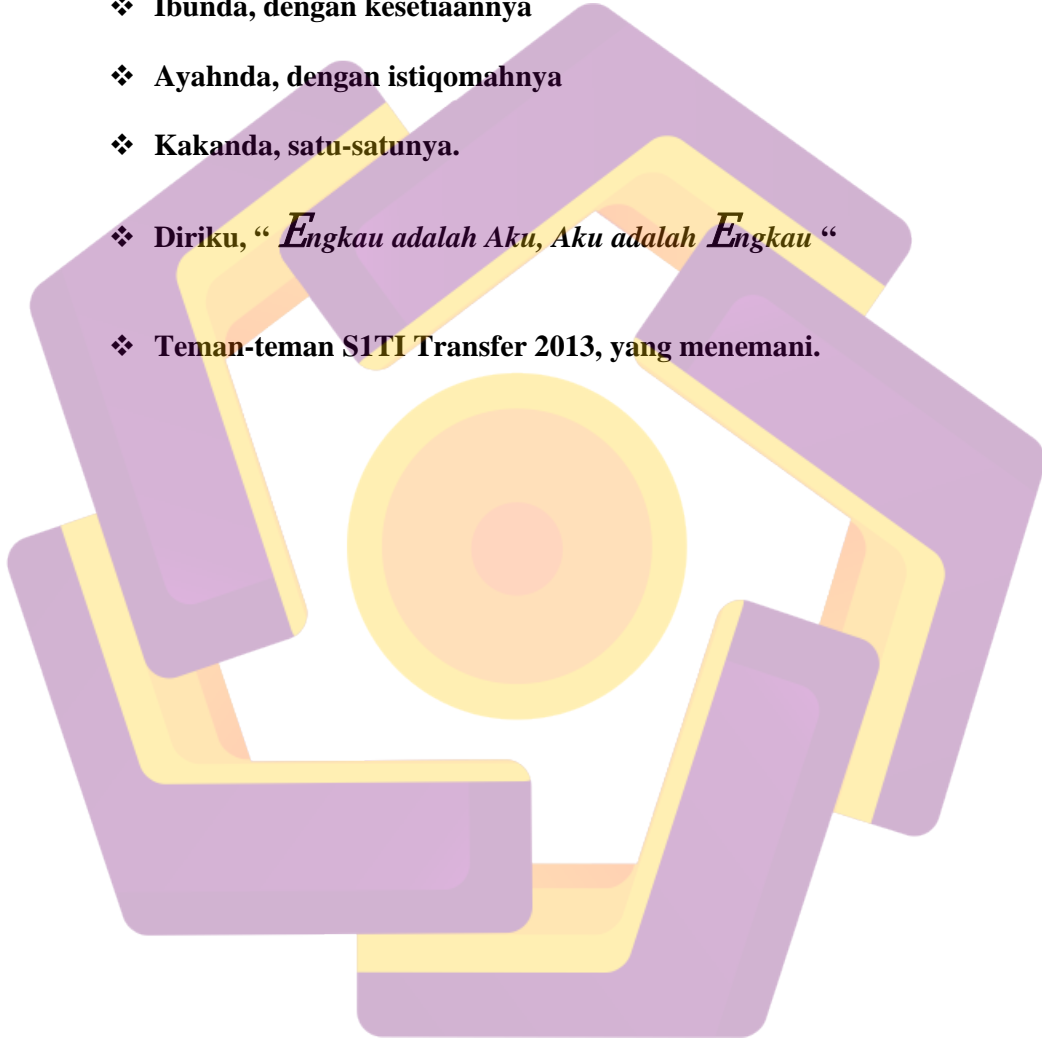 ❖ Ibunda, dengan kesetiaannya
❖ Ayahnda, dengan istiqomahnya
❖ Kakanda, satu-satunya.
❖ Diriku, “ Engkau adalah Aku, Aku adalah Engkau “
❖ Teman-teman S1TI Transfer 2013, yang menemani.